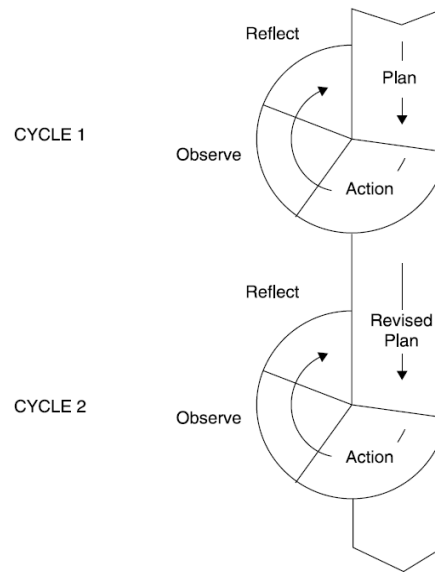 Reflect
Plan
CYCLE 1
Observe
Action
Reflect
Revised
Plan
CYCLE 2
Observe
Action